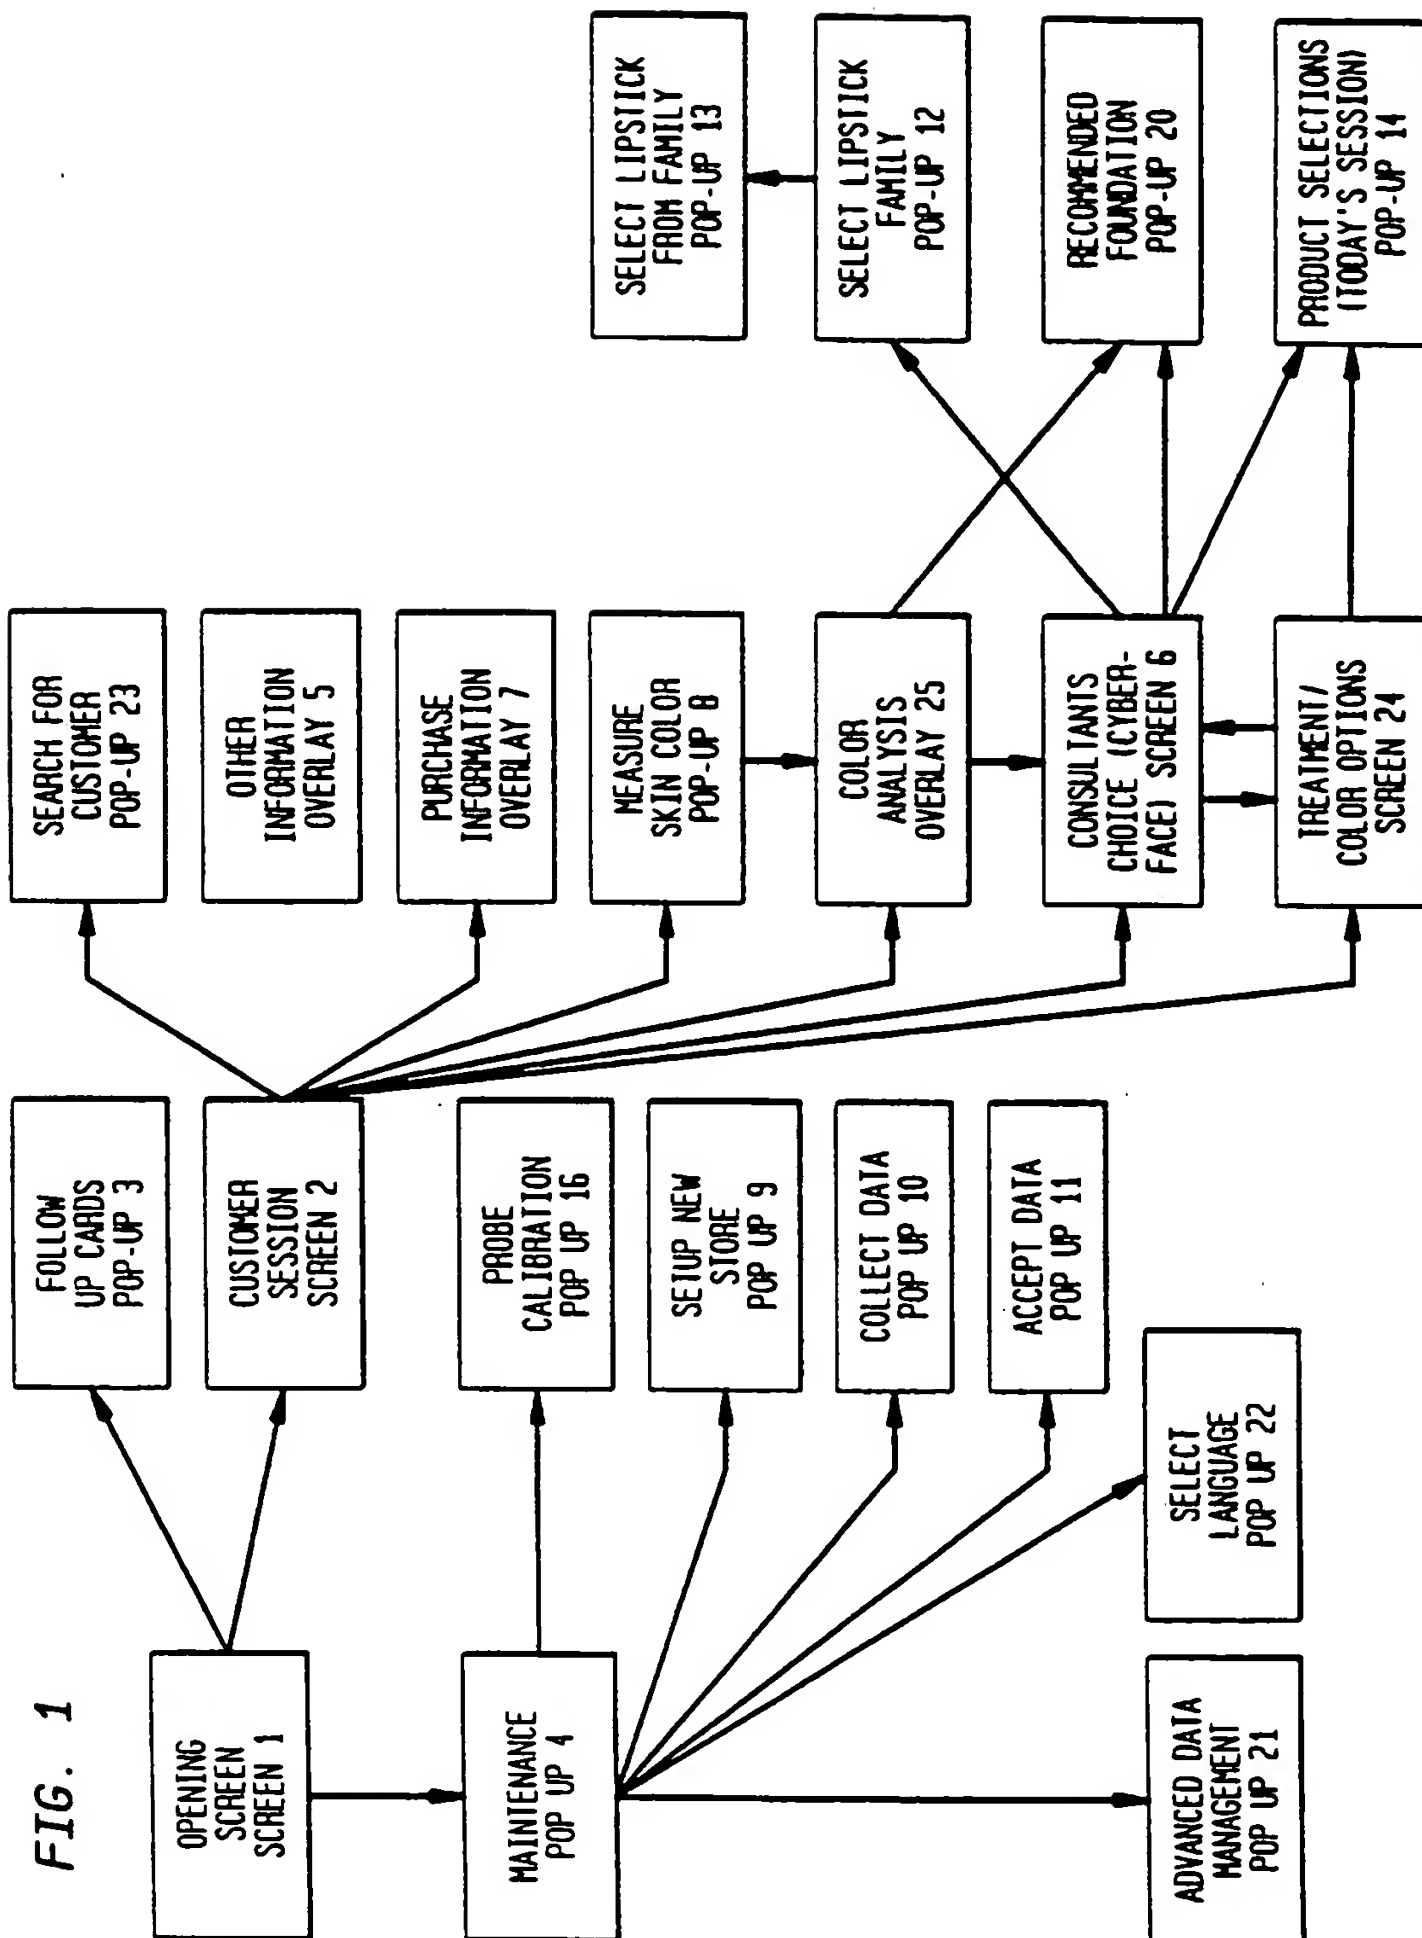 FIG. 1
OPENING
SCREEN
SCREEN 1
MAINTENANCE
POP UP 4
ADVANCED DATA
MANAGEMENT
POP UP 21
FOLLOW
UP CARDS
POP-UP 3
CUSTOMER
SESSION
SCREEN 2
PROBE
CALIBRATION
POP UP 16
SETUP NEW
STORE
POP UP 9
COLLECT DATA
POP UP 10
ACCEPT DATA
POP UP 11
SELECT
LANGUAGE
POP UP 22
SEARCH FOR
CUSTOMER
POP-UP 23
OTHER
INFORMATION
OVERLAY 5
PURCHASE
INFORMATION
OVERLAY 7
MEASURE
SKIN COLOR
POP-UP 8
COLOR
ANALYSIS
OVERLAY 25
CONSULTANTS
CHOICE (CYBER-
FACE) SCREEN 6
TREATMENT/
COLOR OPTIONS
SCREEN 24
SELECT LIPSTICK
FROM FAMILY
POP-UP 13
SELECT LIPSTICK
FAMILY
POP-UP 12
RECOMMENDED
FOUNDATION
POP-UP 20
PRODUCT SELECTIONS
(TODAY'S SESSION)
POP-UP 14